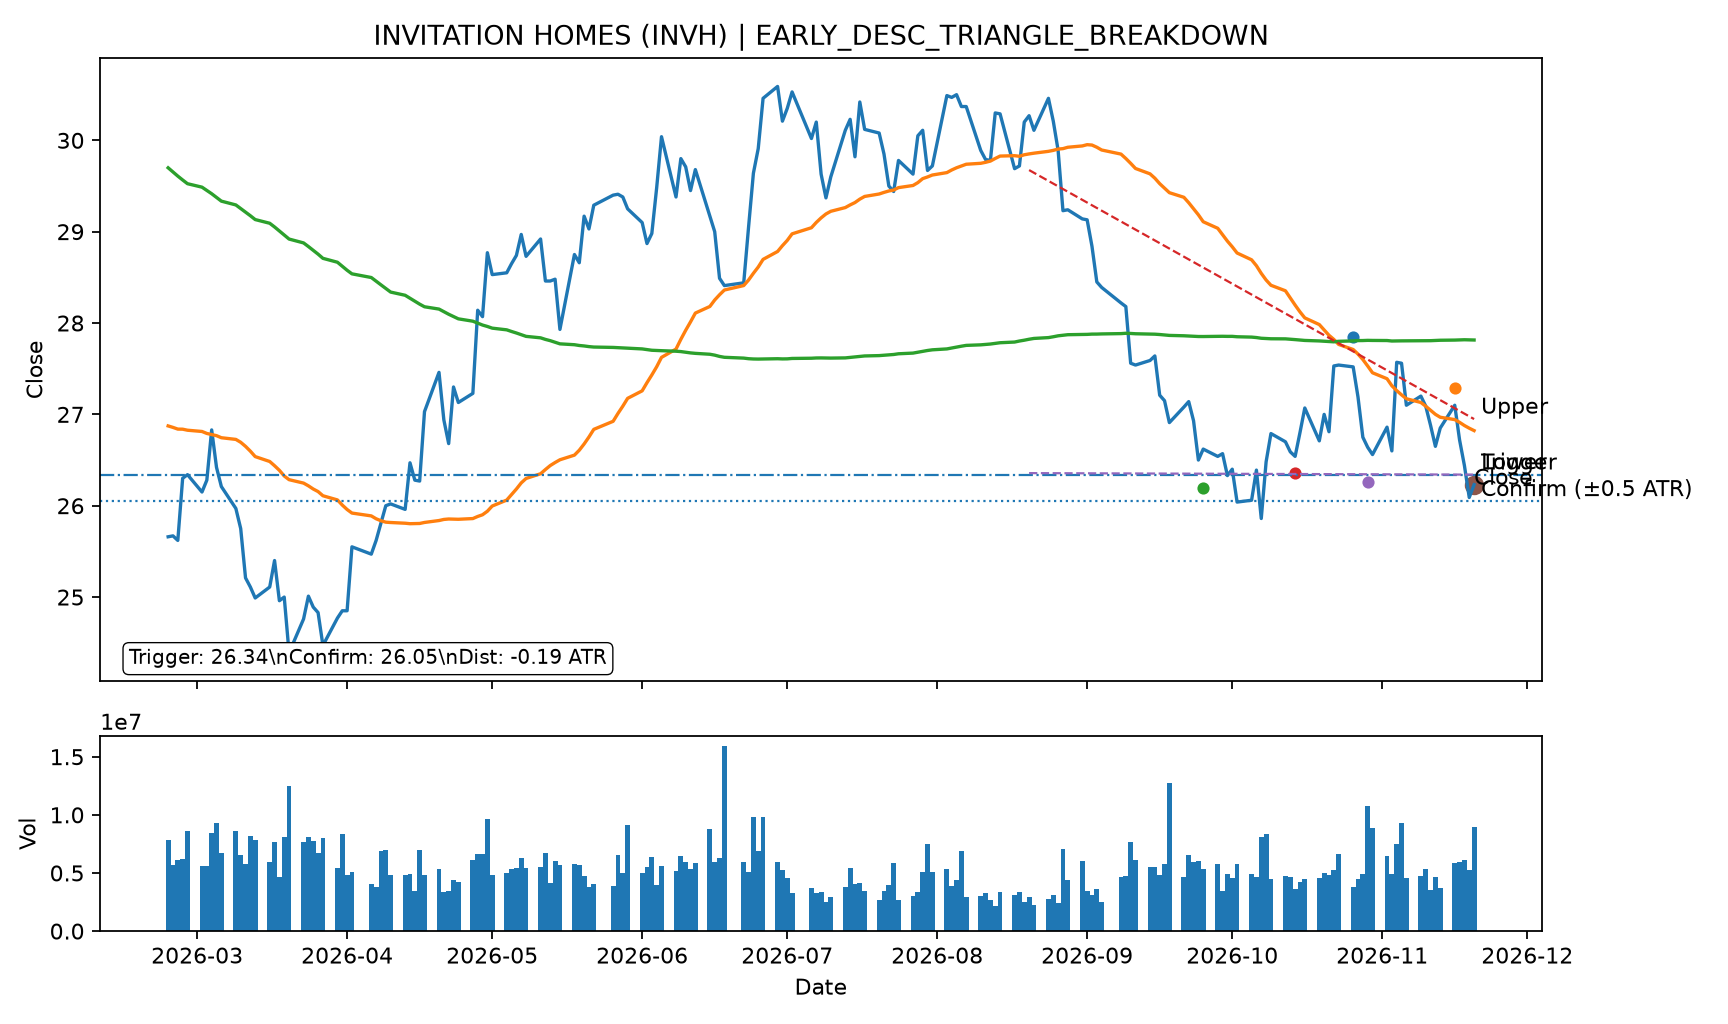 INVITATION HOMES (INVH) | EARLY_DESC_TRIANGLE_BREAKDOWN
Close
30
29
28
27
26
25
Upper
Lower
Trigger
Close
Confirm (±0.5 ATR)
Trigger: 26.34\nConfirm: 26.05\nDist: -0.19 ATR
1e7
Vol
1.5
1.0
0.5
0.0
2026-03 2026-04 2026-05 2026-06 2026-07 2026-08 2026-09 2026-10 2026-11 2026-12
Date